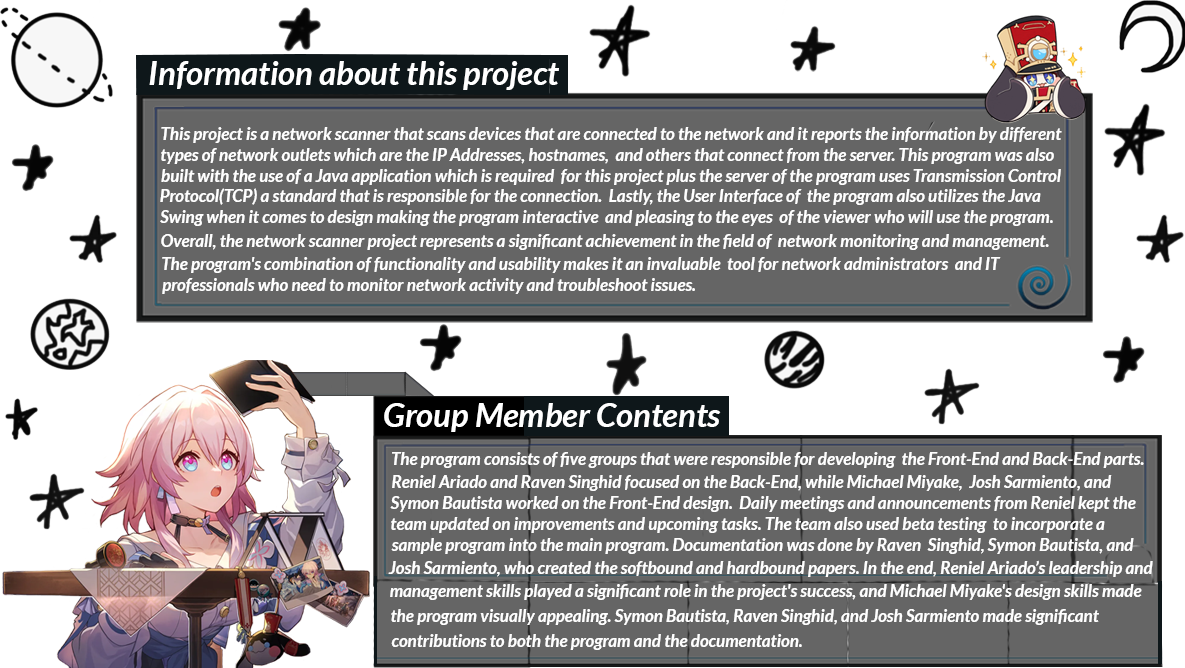 Information about this project
This project is a network scanner that scans devices that are connected to the network and it reports the information by different
types of network outlets which are the IP Addresses, hostnames, and others that connect from the server. This program was also
built with the use of a Java application which is required for this project plus the server of the program uses Transmission Control
Protocol(TCP) a standard that is responsible for the connection. Lastly, the User Interface of the program also utilizes the Java
Swing when it comes to design making the program interactive and pleasing to the eyes of the viewer who will use the program.
Overall, the network scanner project represents a significant achievement in the field of network monitoring and management.
The program's combination of functionality and usability makes it an invaluable tool for network administrators and IT
professionals who need to monitor network activity and troubleshoot issues.
Group Member Contents
The program consists of five groups that were responsible for developing the Front-End and Back-End parts.
Reniel Ariado and Raven Singhid focused on the Back-End, while Michael Miyake, Josh Sarmiento, and
Symon Bautista worked on the Front-End design. Daily meetings and announcements from Reniel kept the
team updated on improvements and upcoming tasks. The team also used beta testing to incorporate a
sample program into the main program. Documentation was done by Raven Singhid, Symon Bautista, and
Josh Sarmiento, who created the softbound and hardbound papers. In the end, Reniel Ariado's leadership and
management skills played a significant role in the project's success, and Michael Miyake's design skills made
the program visually appealing. Symon Bautista, Raven Singhid, and Josh Sarmiento made significant
contributions to both the program and the documentation.